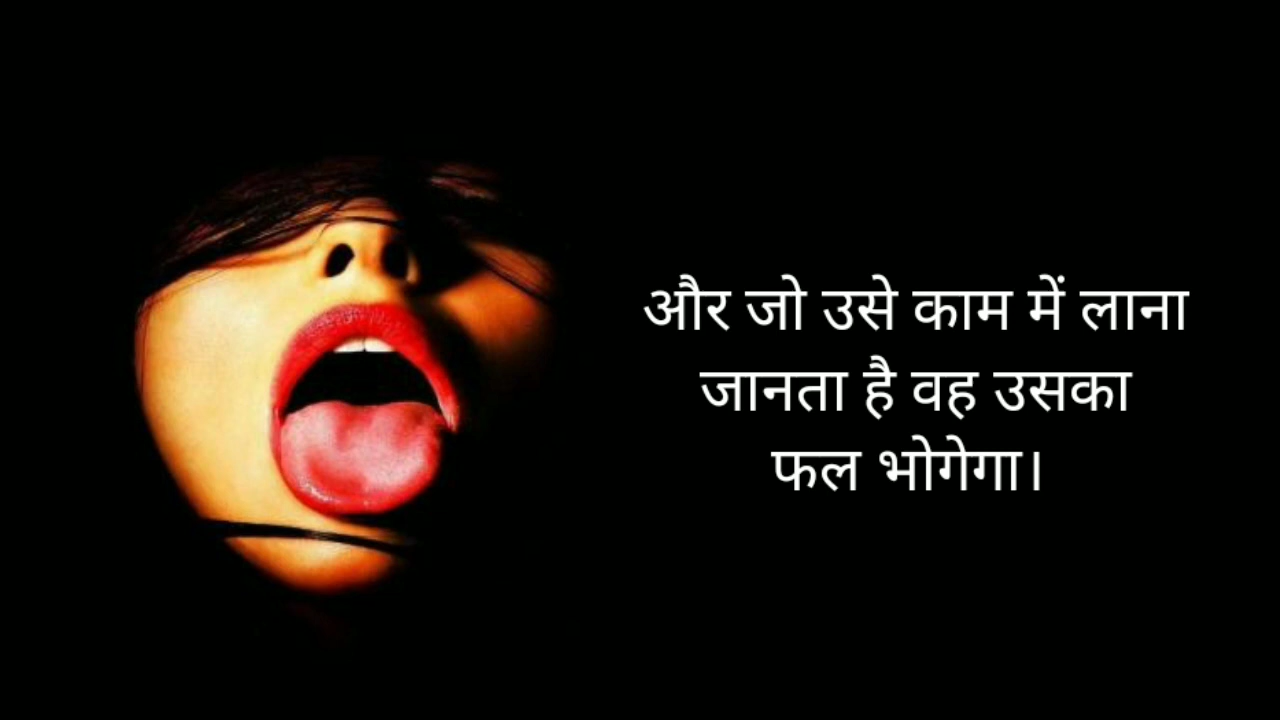 और जो उसे काम में लाना
जानता है वह उसका
फल भोगेगा।